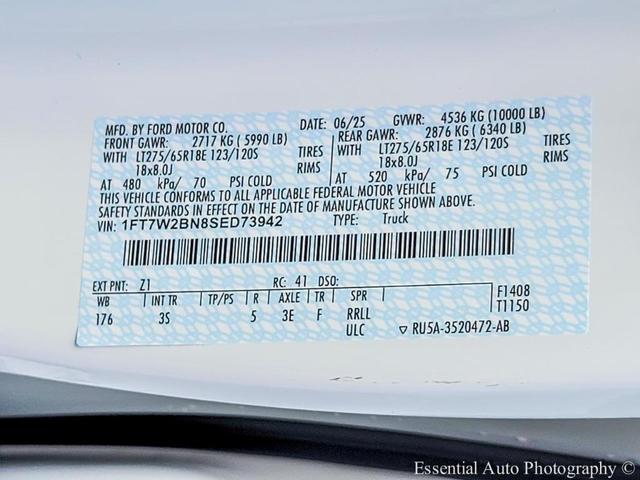 MFD. BY FORD MOTOR CO. DATE: 06/25 GVWR: 4536 KG (10000 LB)
FRONT GAWR: 2717 KG ( 5990 LB) REAR GAWR: 2876 KG ( 6340 LB)
WITH LT275/65R18E 123/120S TIRES WITH LT275/65R18E 123/120S TIRES
18x8.0J RIMS 18x8.0J RIMS
AT 480 kPa/ 70 PSI COLD AT 520 kPa/ 75 PSI COLD
THIS VEHICLE CONFORMS TO ALL APPLICABLE FEDERAL MOTOR VEHICLE
SAFETY STANDARDS IN EFFECT ON THE DATE OF MANUFACTURE SHOWN ABOVE.
VIN: 1FT7W2BN8SED73942 TYPE: Truck
EXT PNT: Z1 RC: 41 DSO:
WB INT TR TP/PS R AXLE TR SPR F1408
176 3S 5 3E F RRLL T1150
ULC ▽ RU5A-3520472-AB
Essential Auto Photography ©